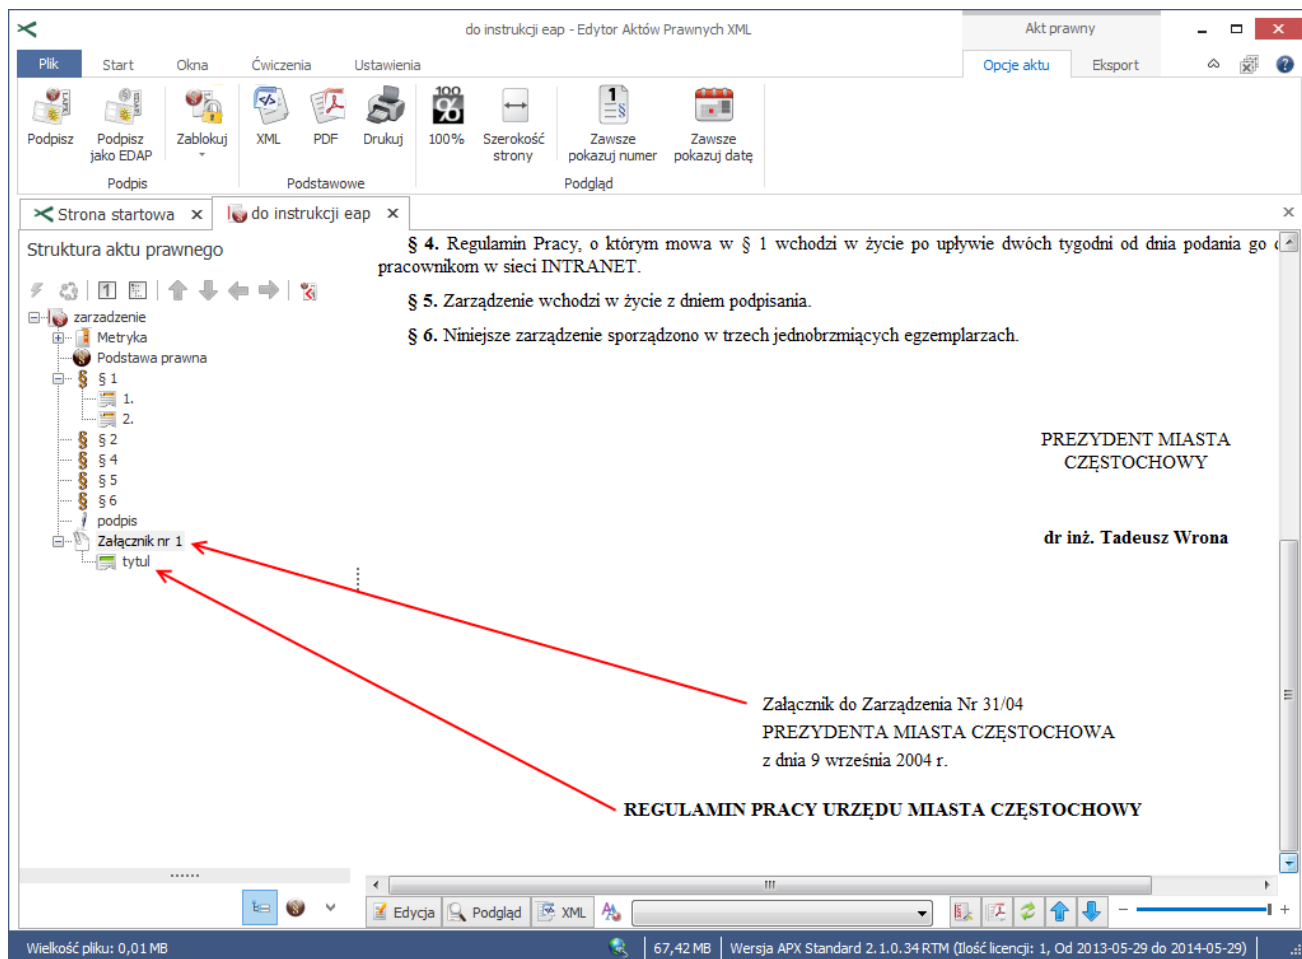 do instrukcji eap - Edytor Aktów Prawnych XML
Akt prawny
Plik Start Okna Ćwiczenia Ustawienia Opcje aktu Eksport
Podpisz Podpisz jako EDAP Zablokuj XML PDF Drukuj 100% Szerokość strony Zawsze pokazuj numer Zawsze pokazuj datę
Podpis Podstawowe Podgląd
Strona startowa do instrukcji eap
Struktura aktu prawnego
zarzadzenie
Metryka
Podstawa prawna
§ 1
1.
2.
§ 2
§ 4
§ 5
§ 6
podpis
Załącznik nr 1
tytul
§ 4. Regulamin Pracy, o którym mowa w § 1 wchodzi w życie po upływie dwóch tygodni od dnia podania go
pracownikom w sieci INTRANET.
§ 5. Zarządzenie wchodzi w życie z dniem podpisania.
§ 6. Niniejsze zarządzenie sporządzono w trzech jednobrzmiących egzemplarzach.
PREZYDENT MIASTA
CZĘSTOCHOWY
dr inż. Tadeusz Wrona
Załącznik do Zarządzenia Nr 31/04
PREZYDENTA MIASTA CZĘSTOCHOWA
z dnia 9 września 2004 r.
REGULAMIN PRACY URZĘDU MIASTA CZĘSTOCHOWY
Edycja Podgląd XML
Wielkość pliku: 0,01 MB 67,42 MB Wersja APX Standard 2.1.0.34 RTM (Ilość licencji: 1, Od 2013-05-29 do 2014-05-29)